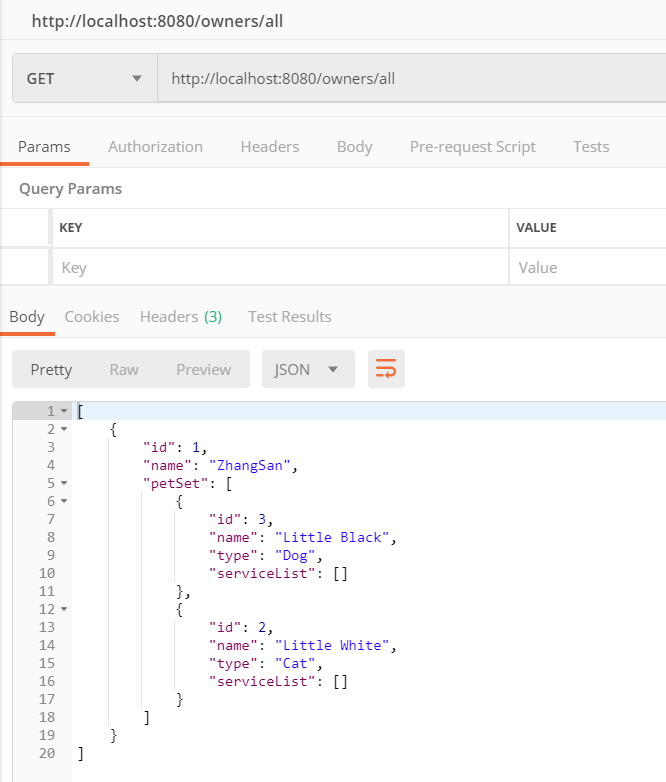 http://localhost:8080/owners/all
GET http://localhost:8080/owners/all
Params Authorization Headers Body Pre-request Script Tests
Query Params
KEY VALUE
Key Value
Body Cookies Headers (3) Test Results
Pretty Raw Preview JSON
1 [
2 {
3 "id": 1,
4 "name": "ZhangSan",
5 "petSet": [
6 {
7 "id": 3,
8 "name": "Little Black",
9 "type": "Dog",
10 "serviceList": []
11 },
12 {
13 "id": 2,
14 "name": "Little White",
15 "type": "Cat",
16 "serviceList": []
17 }
18 ]
19 }
20 ]